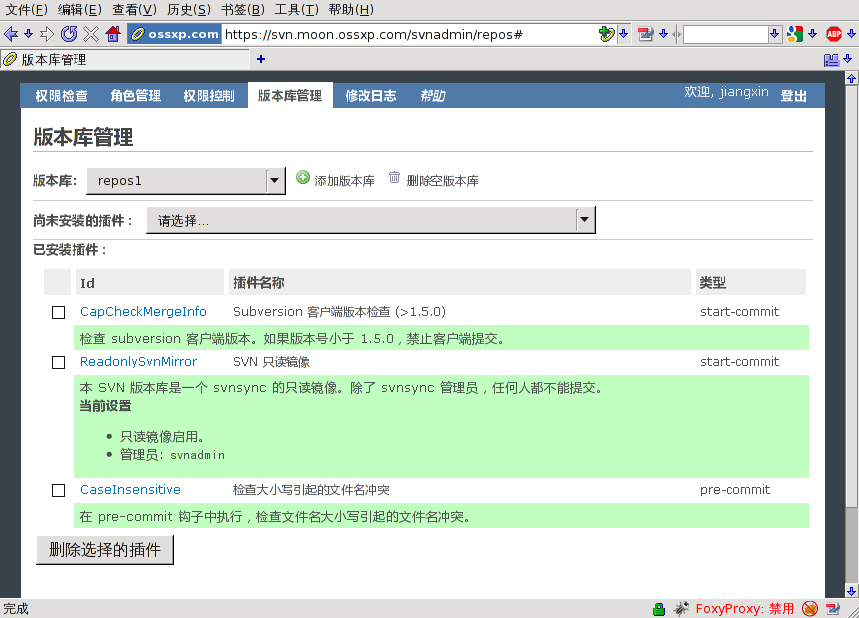 文件(F) 编辑(E) 查看(V) 历史(S) 书签(B) 工具(T) 帮助(H)
ossxp.com https://svn.moon.ossxp.com/svnadmin/repos# ABP
版本库管理
权限检查 角色管理 权限控制 版本库管理 修改日志 帮助 欢迎, jiangxin 登出
版本库管理
版本库: repos1 添加版本库 删除空版本库
尚未安装的插件： 请选择...
已安装插件：
Id 插件名称 类型
CapCheckMergeInfo Subversion 客户端版本检查 (>1.5.0) start-commit
检查 subversion 客户端版本。如果版本号小于 1.5.0，禁止客户端提交。
ReadonlySvnMirror SVN 只读镜像 start-commit
本 SVN 版本库是一个 svnsync 的只读镜像。除了 svnsync 管理员，任何人都不能提交。
当前设置
• 只读镜像启用。
• 管理员: svnadmin
CaseInsensitive 检查大小写引起的文件名冲突 pre-commit
在 pre-commit 钩子中执行，检查文件名大小写引起的文件名冲突。
删除选择的插件
完成 FoxyProxy: 禁用